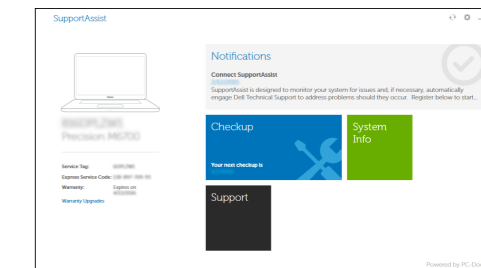 SupportAssist
Notifications
Connect SupportAssist
SupportAssist is designed to monitor your system for issues and, if necessary, automatically
engage Dell Technical Support to address problems should they occur. Register below to start...
Precision M6700
Checkup
System
Info
Your next checkup is
Service Tag:
Express Service Code:
Warranty: Expires on
Warranty Upgrades
Support
Powered by PC-Doc